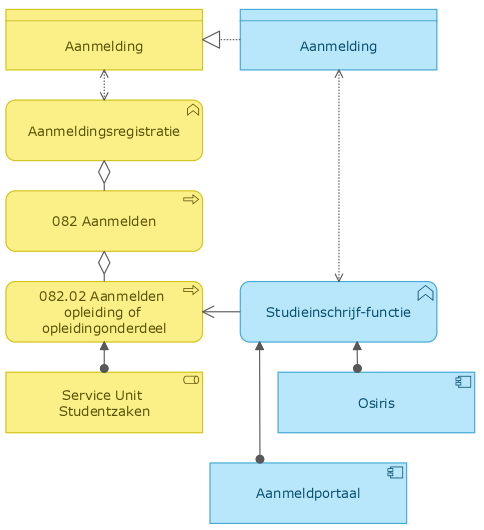 Aanmelding
Aanmelding
Aanmeldingsregistratie
082 Aanmelden
082.02 Aanmelden
opleiding of
opleidingonderdeel
Studieinschrijf-functie
Service Unit
Studentzaken
Osiris
Aanmeldportaal